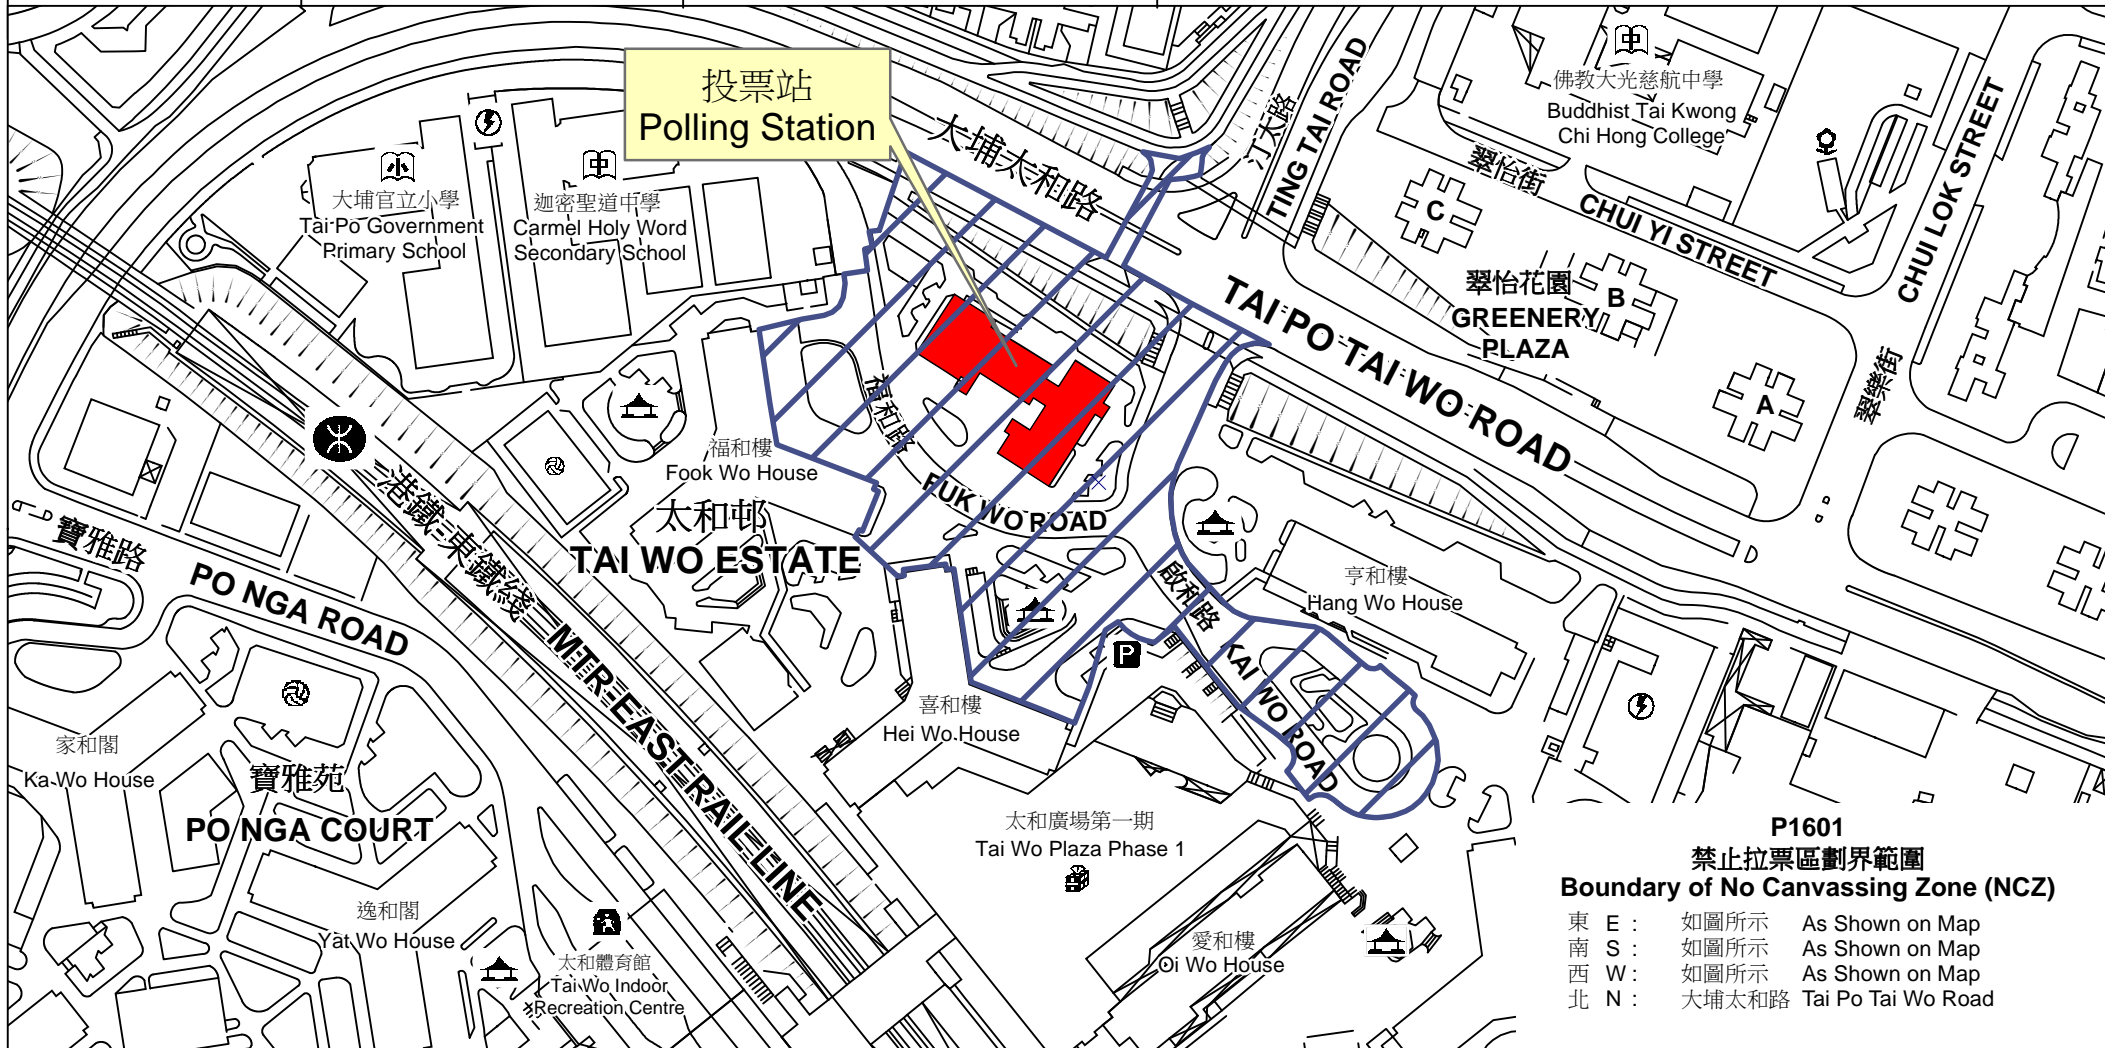 投票站
Polling Station
大埔太和路
汀太路
TING TAI ROAD
中
佛教大光慈航中學
Buddhist Tai Kwong
Chi Hong College
小
大埔官立小學
Tai Po Government
Primary School
中
迦密聖道中學
Carmel Holy Word
Secondary School
翠怡街
CHUI YI STREET
CHUI LOK STREET
翠樂街
C
B
A
翠怡花園
GREENERY
PLAZA
TAI PO TAI WO ROAD
福和路
FUK WO ROAD
福和樓
Fook Wo House
太和邨
TAI WO ESTATE
寶雅路
PO NGA ROAD
港鐵東鐵綫
MTR EAST RAIL LINE
啟和路
KAI WO ROAD
亨和樓
Hang Wo House
P
喜和樓
Hei Wo House
家和閣
Ka Wo House
寶雅苑
PO NGA COURT
逸和閣
Yat Wo House
太和體育館
Tai Wo Indoor
Recreation Centre
太和廣場第一期
Tai Wo Plaza Phase 1
愛和樓
Oi Wo House
P1601
禁止拉票區劃界範圍
Boundary of No Canvassing Zone (NCZ)
東 E : 如圖所示 As Shown on Map
南 S : 如圖所示 As Shown on Map
西 W : 如圖所示 As Shown on Map
北 N : 大埔太和路 Tai Po Tai Wo Road